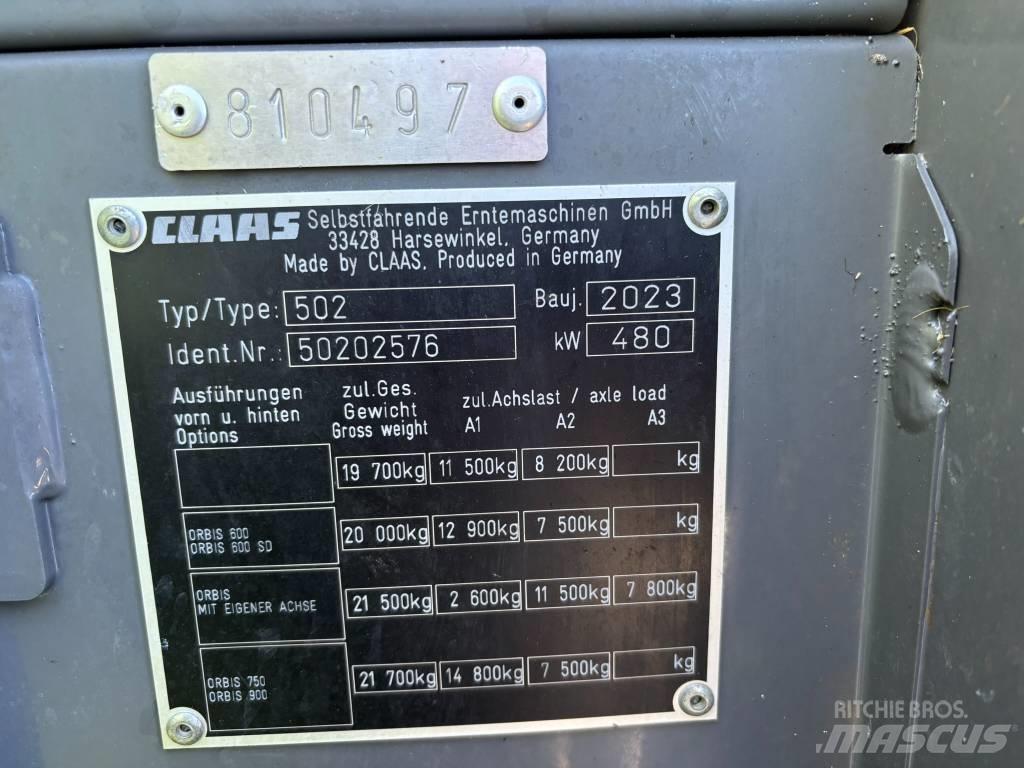 810497
CLAAS Selbstfahrende Erntemaschinen GmbH
33428 Harsewinkel, Germany
Made by CLAAS, Produced in Germany
Typ/Type: 502 Bauj. 2023
Ident.Nr.: 50202576 kW 480
Ausführungen zul.Ges. zul.Achslast / axle load
vorn u. hinten Gewicht A1 A2 A3
Options Gross weight
19 700kg 11 500kg 8 200kg kg
ORBIS 600
ORBIS 600 SD 20 000kg 12 900kg 7 500kg kg
ORBIS
MIT EIGENER ACHSE 21 500kg 2 600kg 11 500kg 7 800kg
ORBIS 750
ORBIS 900 21 700kg 14 800kg 7 500kg kg
RITCHIE BROS.
MASCUS